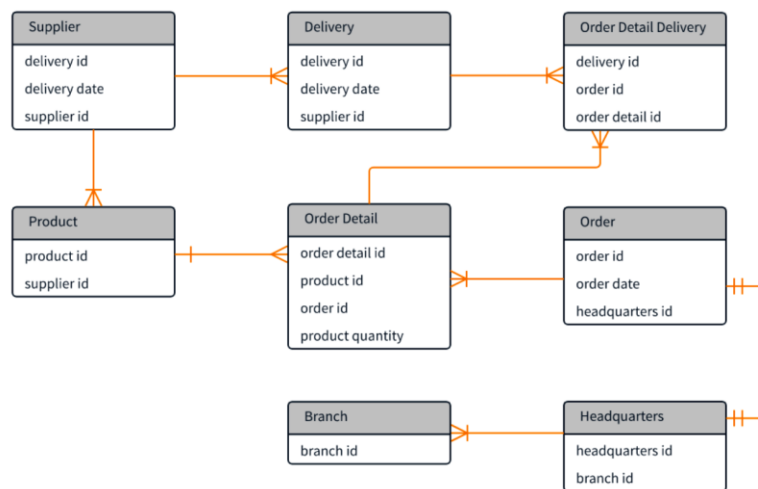 Supplier
delivery id
delivery date
supplier id
Delivery
delivery id
delivery date
supplier id
Order Detail Delivery
delivery id
order id
order detail id
Product
product id
supplier id
Order Detail
order detail id
product id
order id
product quantity
Order
order id
order date
headquarters id
Branch
branch id
Headquarters
headquarters id
branch id